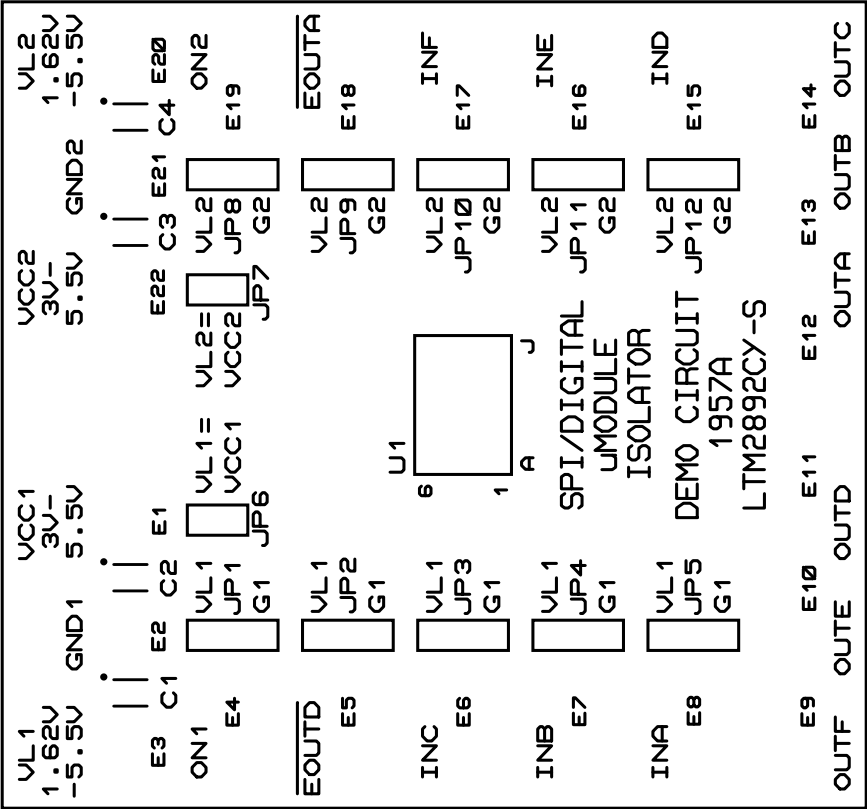 VL1
1.62V
-5.5V
GND1
VCC1
3V-
5.5V
VCC2
3V-
5.5V
GND2
VL2
1.62V
-5.5V
E3
C1
E2
C2
E1
E22
C3
E21
C4
E20
ON1
E4
VL1
JP1
G1
JP6
VL1=
VCC1
VL2=
VCC2
JP7
VL2
JP8
G2
E19
ON2
EOUTD
E5
VL1
JP2
G1
VL2
JP9
G2
E18
EOUTA
INC
E6
VL1
JP3
G1
U1
6
1
A
J
VL2
JP10
G2
E17
INF
INB
E7
VL1
JP4
G1
SPI/DIGITAL
uMODULE
ISOLATOR
VL2
JP11
G2
E16
INE
INA
E8
VL1
JP5
G1
DEMO CIRCUIT
1957A
LTM2892CY-S
VL2
JP12
G2
E15
IND
E9
E10
E11
E12
E13
E14
OUTF
OUTE
OUTD
OUTA
OUTB
OUTC